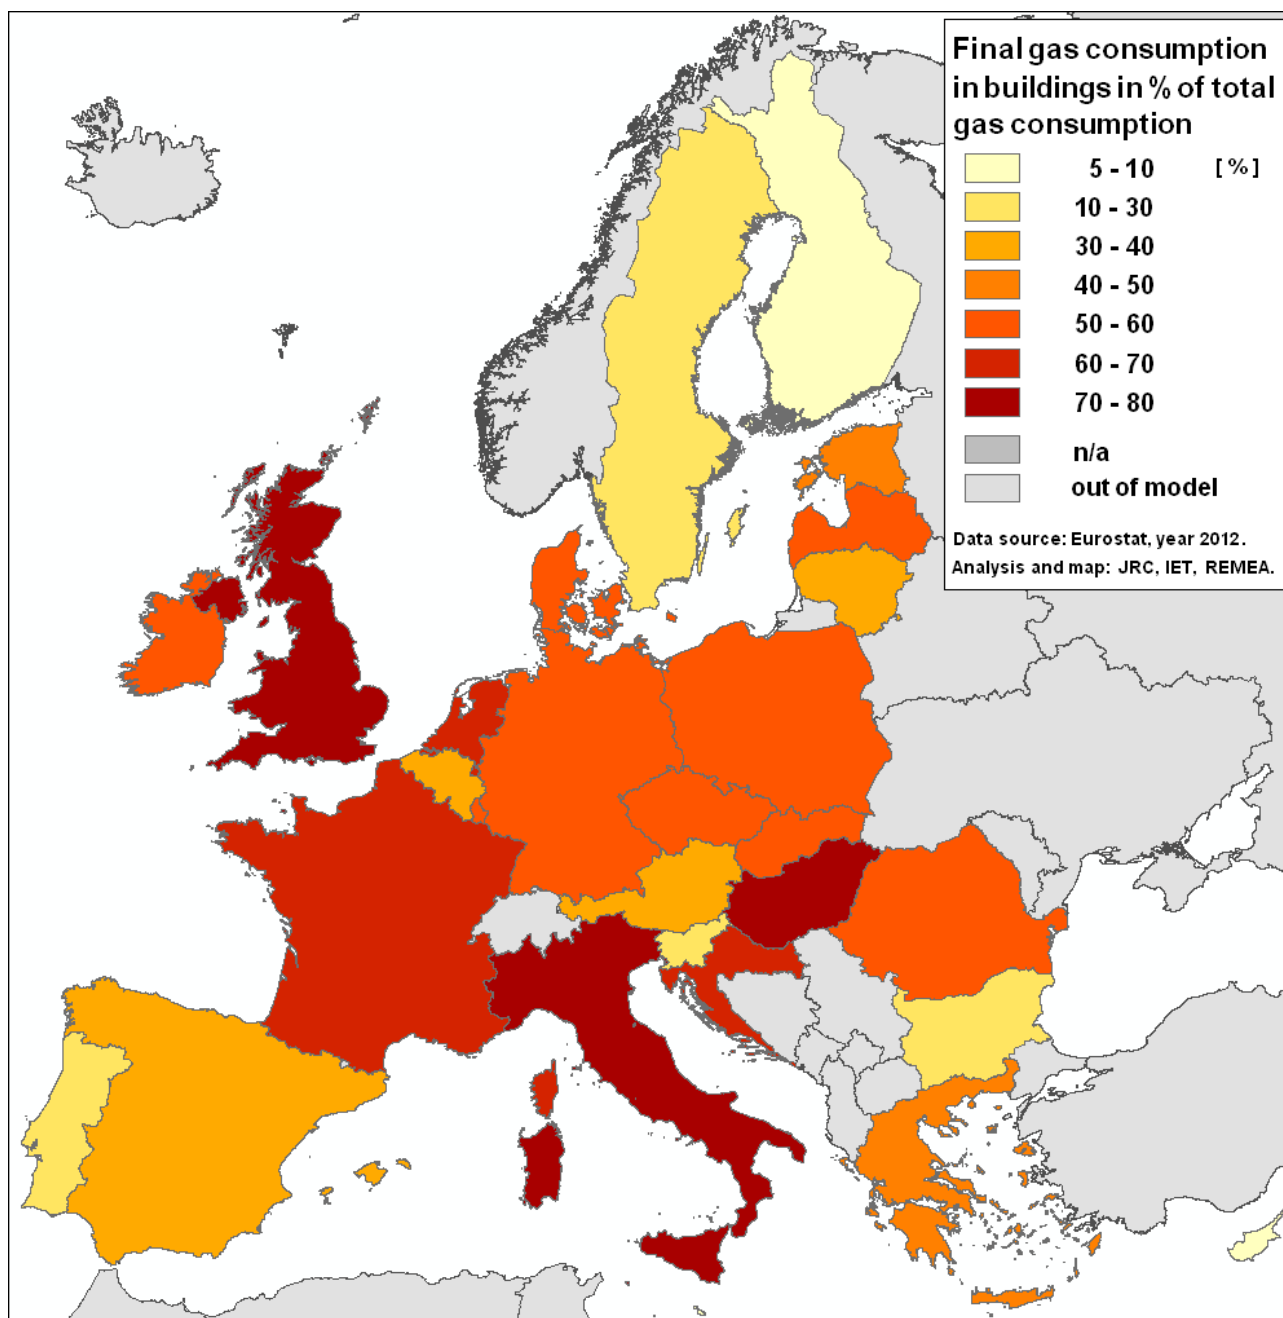 Final gas consumption
in buildings in % of total
gas consumption
5 - 10 [ % ]
10 - 30
30 - 40
40 - 50
50 - 60
60 - 70
70 - 80
n/a
out of model
Data source: Eurostat, year 2012.
Analysis and map: JRC, IET, REMEA.